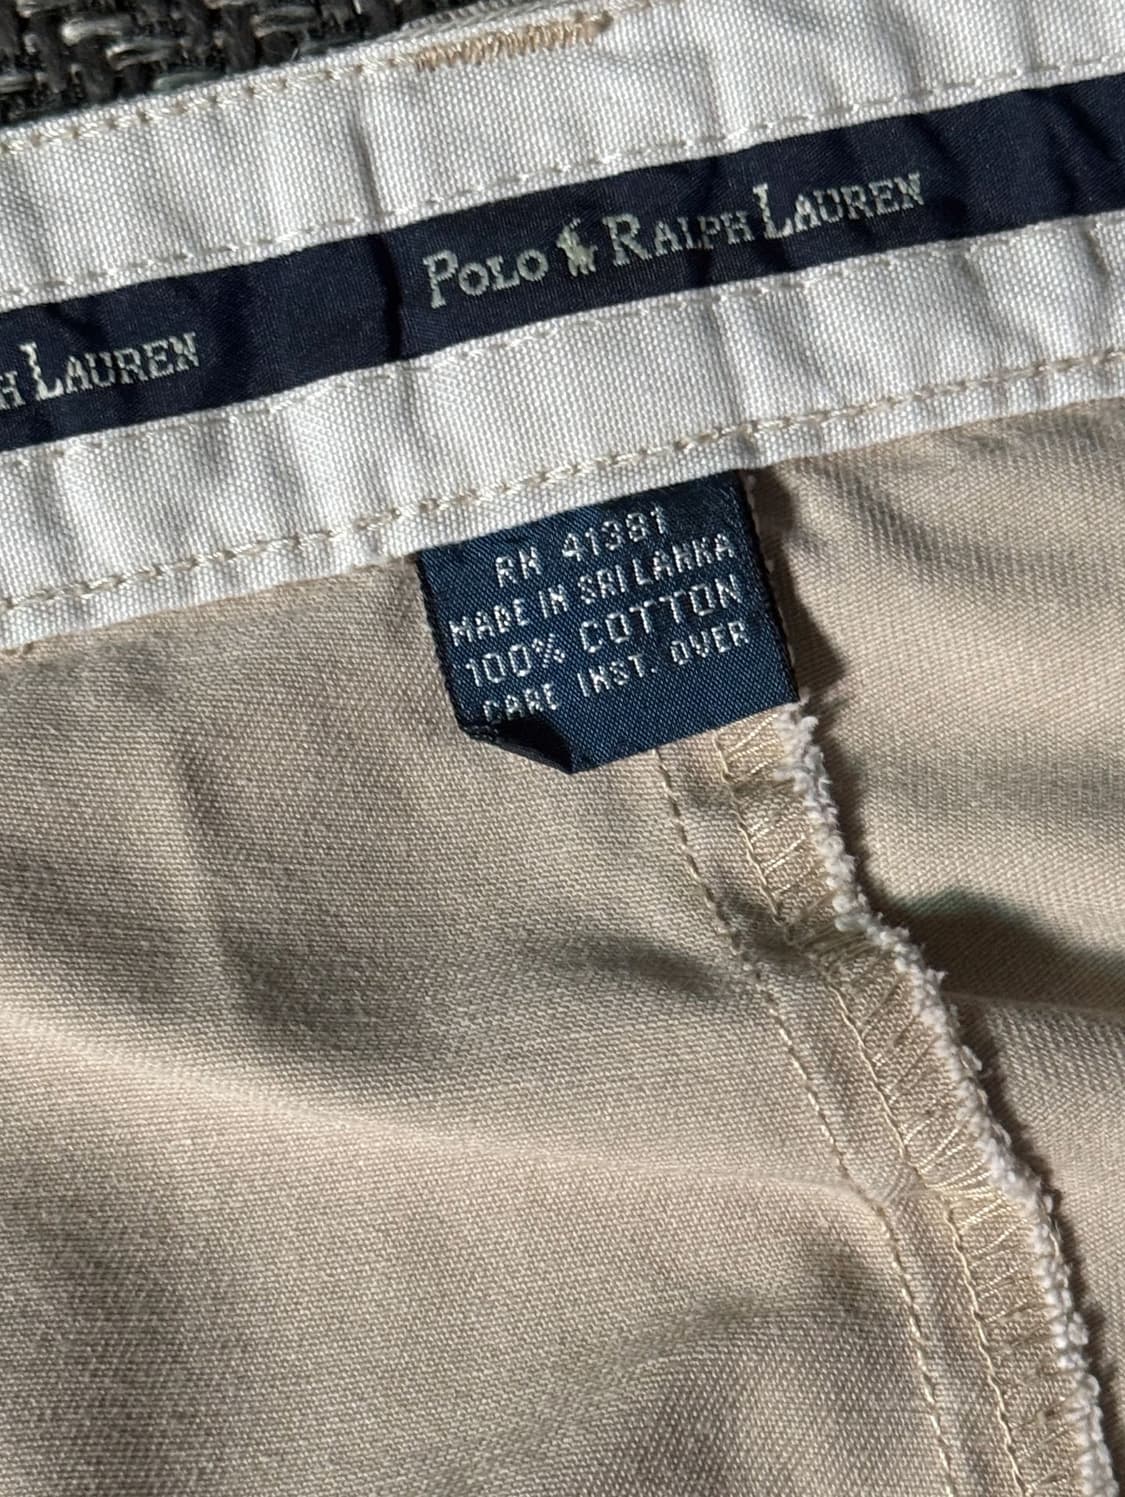 POLO RALPH LAUREN
H LAUREN
RN 41381
MADE IN SRI LANKA
100% COTTON
CARE INST. OVER